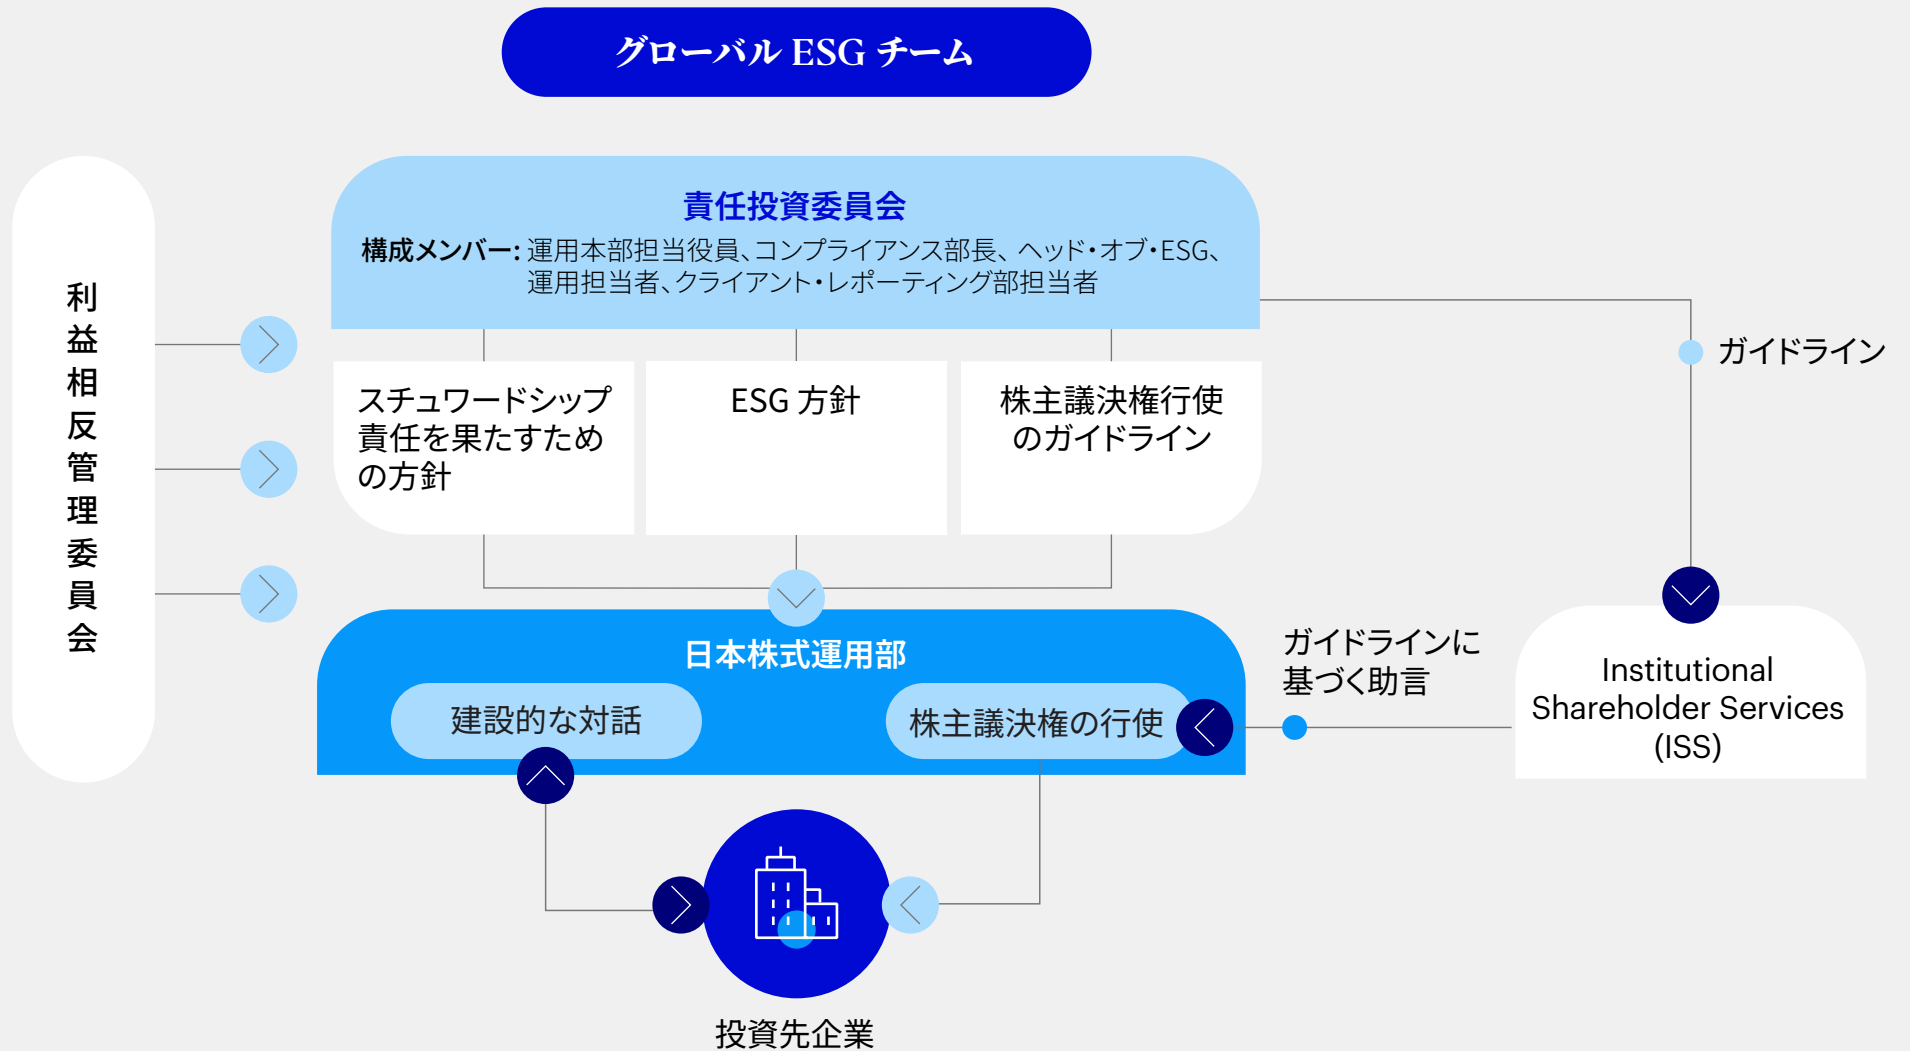 グローバル ESG チーム
利益相反管理委員会
責任投資委員会
構成メンバー: 運用本部担当役員、コンプライアンス部長、ヘッド・オブ・ESG、
運用担当者、クライアント・レポーティング部担当者
ガイドライン
スチュワードシップ
責任を果たすため
の方針
ESG 方針
株主議決権行使
のガイドライン
日本株式運用部
建設的な対話
株主議決権の行使
ガイドラインに
基づく助言
Institutional
Shareholder Services
(ISS)
投資先企業